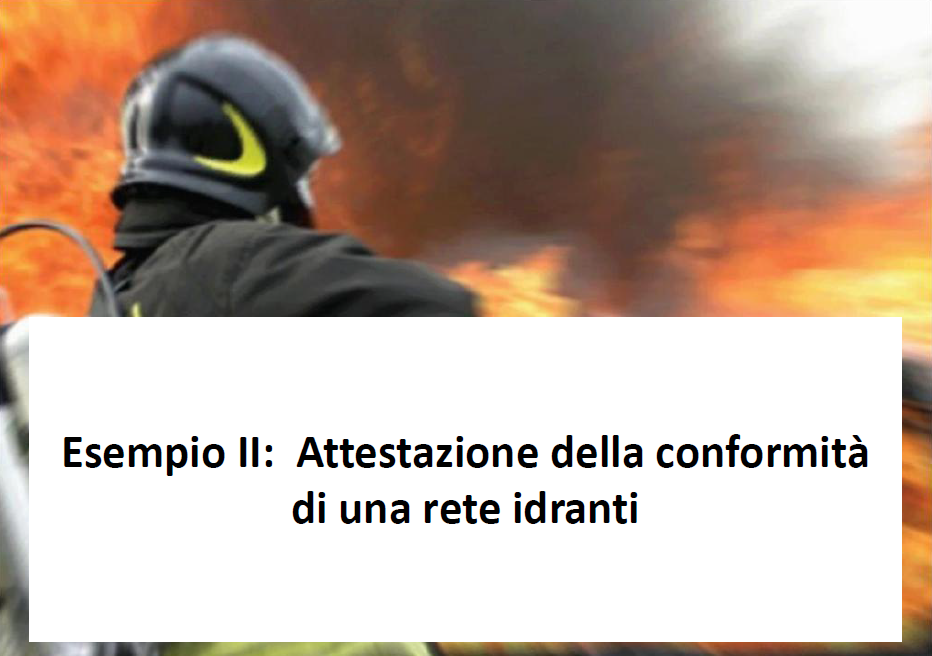 Esempio II:  Attestazione della conformità
di una rete idranti